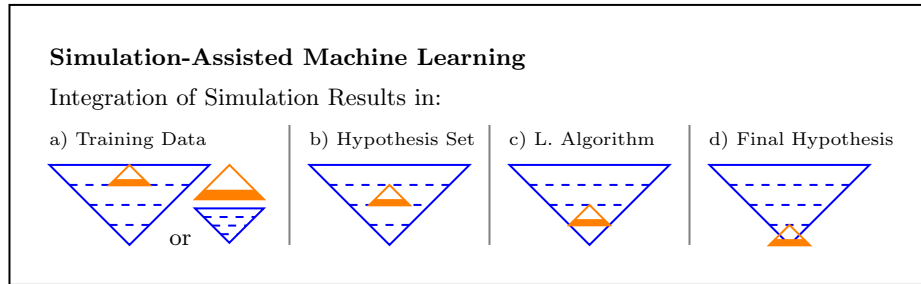 Simulation-Assisted Machine Learning
Integration of Simulation Results in:
a) Training Data
b) Hypothesis Set
c) L. Algorithm
d) Final Hypothesis
or